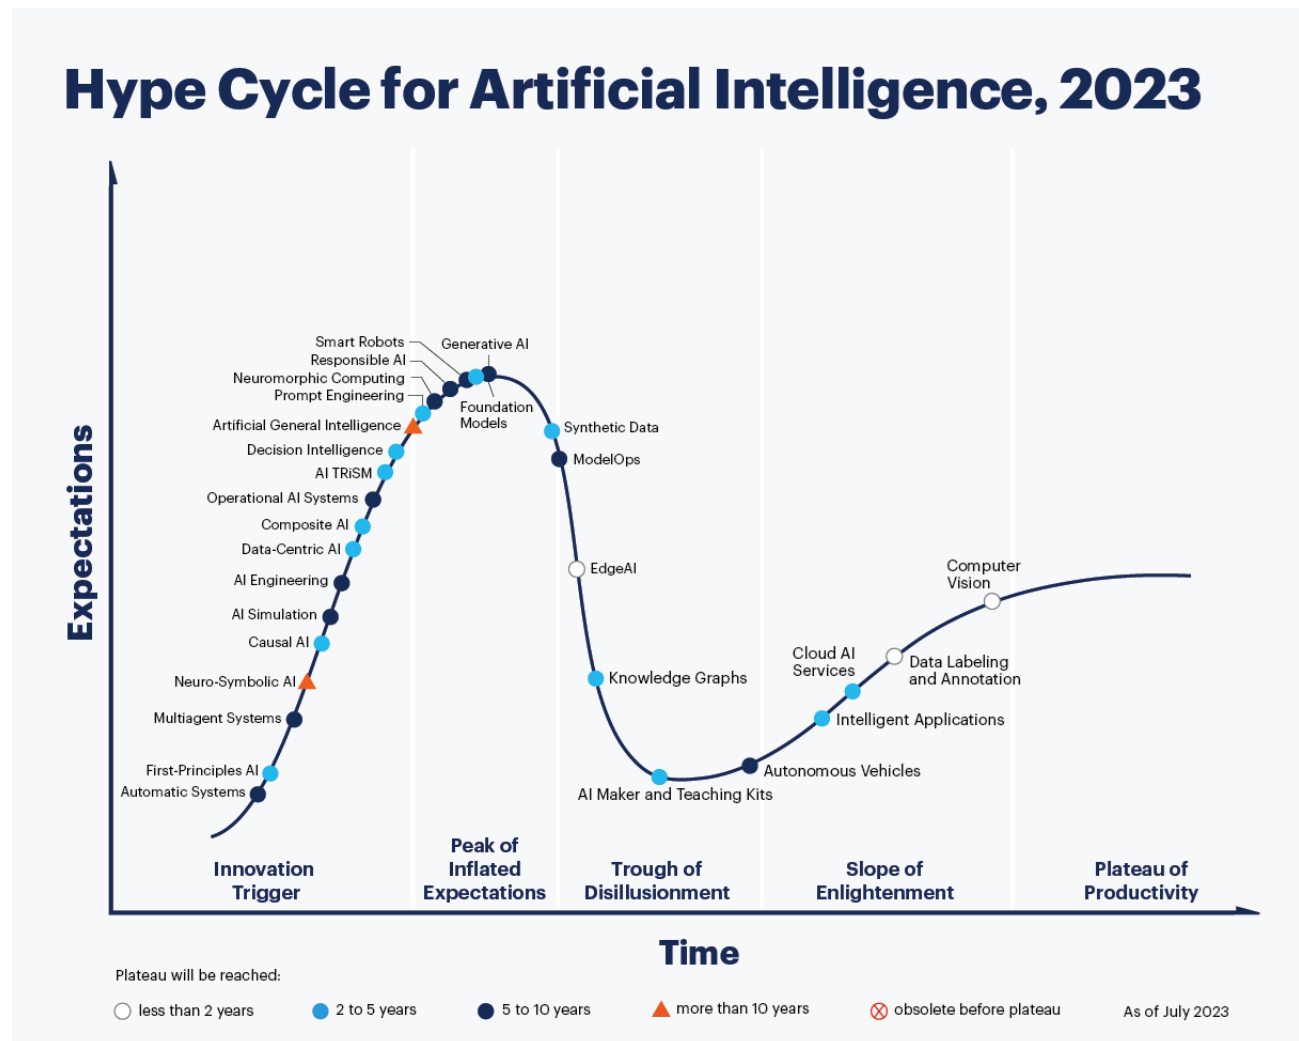 Hype Cycle for Artificial Intelligence, 2023
Expectations
Smart Robots
Responsible AI
Neuromorphic Computing
Prompt Engineering
Artificial General Intelligence
Decision Intelligence
AI TRiSM
Operational AI Systems
Composite AI
Data-Centric AI
AI Engineering
AI Simulation
Causal AI
Neuro-Symbolic AI
Multiagent Systems
First-Principles AI
Automatic Systems
Generative AI
Foundation
Models
Synthetic Data
ModelOps
EdgeAI
Knowledge Graphs
AI Maker and Teaching Kits
Autonomous Vehicles
Intelligent Applications
Cloud AI
Services
Data Labeling
and Annotation
Computer
Vision
Innovation
Trigger
Peak of
Inflated
Expectations
Trough of
Disillusionment
Slope of
Enlightenment
Plateau of
Productivity
Time
Plateau will be reached:
less than 2 years
2 to 5 years
5 to 10 years
more than 10 years
obsolete before plateau
As of July 2023